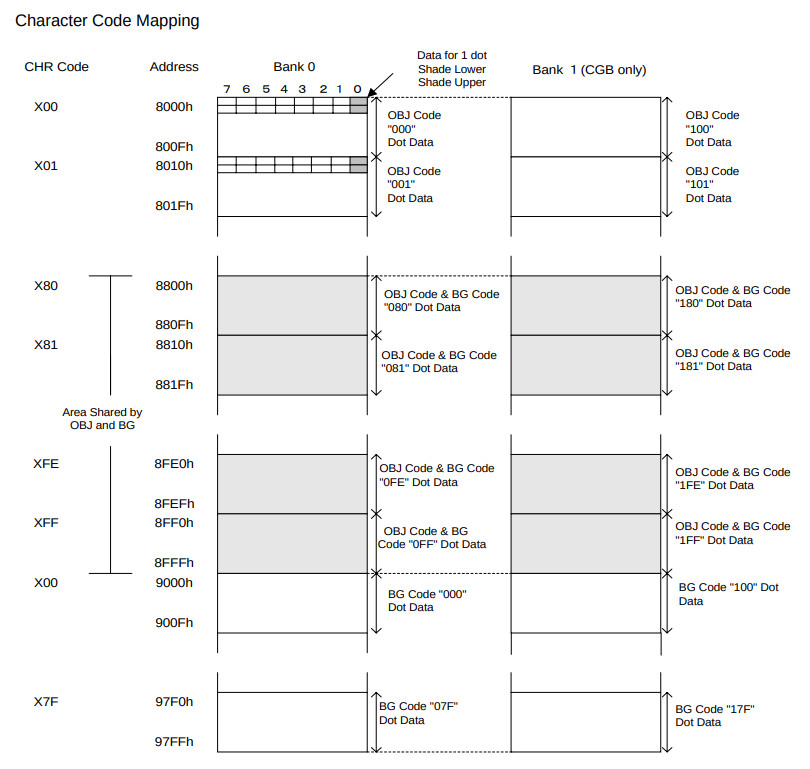 Character Code Mapping
CHR Code
Address
Bank 0
Data for 1 dot
Shade Lower
Shade Upper
Bank 1 (CGB only)
7 6 5 4 3 2 1 0
X00
8000h
OBJ Code
"000"
Dot Data
OBJ Code
"100"
Dot Data
800Fh
X01
8010h
OBJ Code
"001"
Dot Data
OBJ Code
"101"
Dot Data
801Fh
X80
8800h
OBJ Code & BG Code
"080" Dot Data
OBJ Code & BG Code
"180" Dot Data
880Fh
X81
8810h
OBJ Code & BG Code
"081" Dot Data
OBJ Code & BG Code
"181" Dot Data
881Fh
Area Shared by
OBJ and BG
XFE
8FE0h
OBJ Code & BG Code
"0FE" Dot Data
OBJ Code & BG Code
"1FE" Dot Data
8FEFh
XFF
8FF0h
OBJ Code & BG
Code "0FF" Dot Data
OBJ Code & BG Code
"1FF" Dot Data
8FFFh
X00
9000h
BG Code "000"
Dot Data
BG Code "100" Dot
Data
900Fh
X7F
97F0h
BG Code "07F"
Dot Data
BG Code "17F"
Dot Data
97FFh